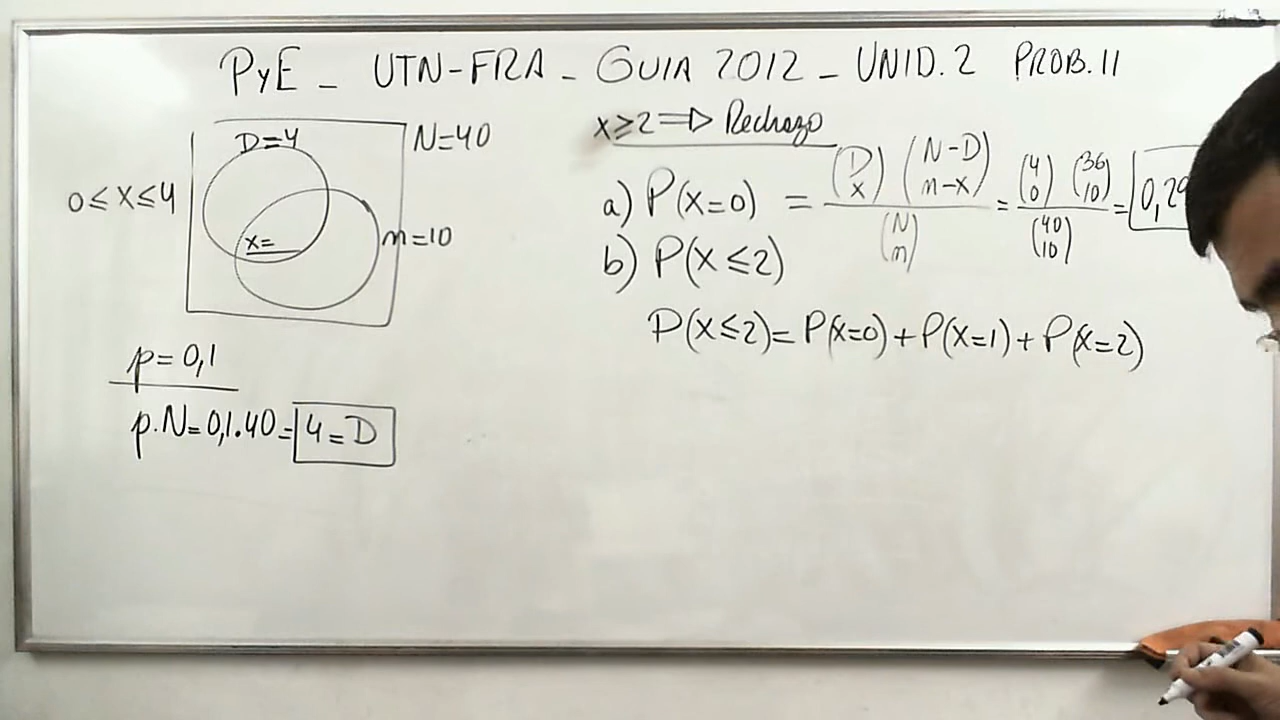 PyE - UTN-FRA - GUIA 2012 - UNID. 2 PROB. 11
D=4
N=40
0 ≤ x ≤ 4
x=
n=10
p = 0,1
p.N = 0,1.40 = 4 = D
x ≥ 2 ⇒ Rechazo
a) P(x=0) = (D x) (N-D n-x) / (N n) = (4 0) (36 10) / (40 10) = 0,29
b) P(x ≤ 2)
P(x ≤ 2) = P(x=0) + P(x=1) + P(x=2)